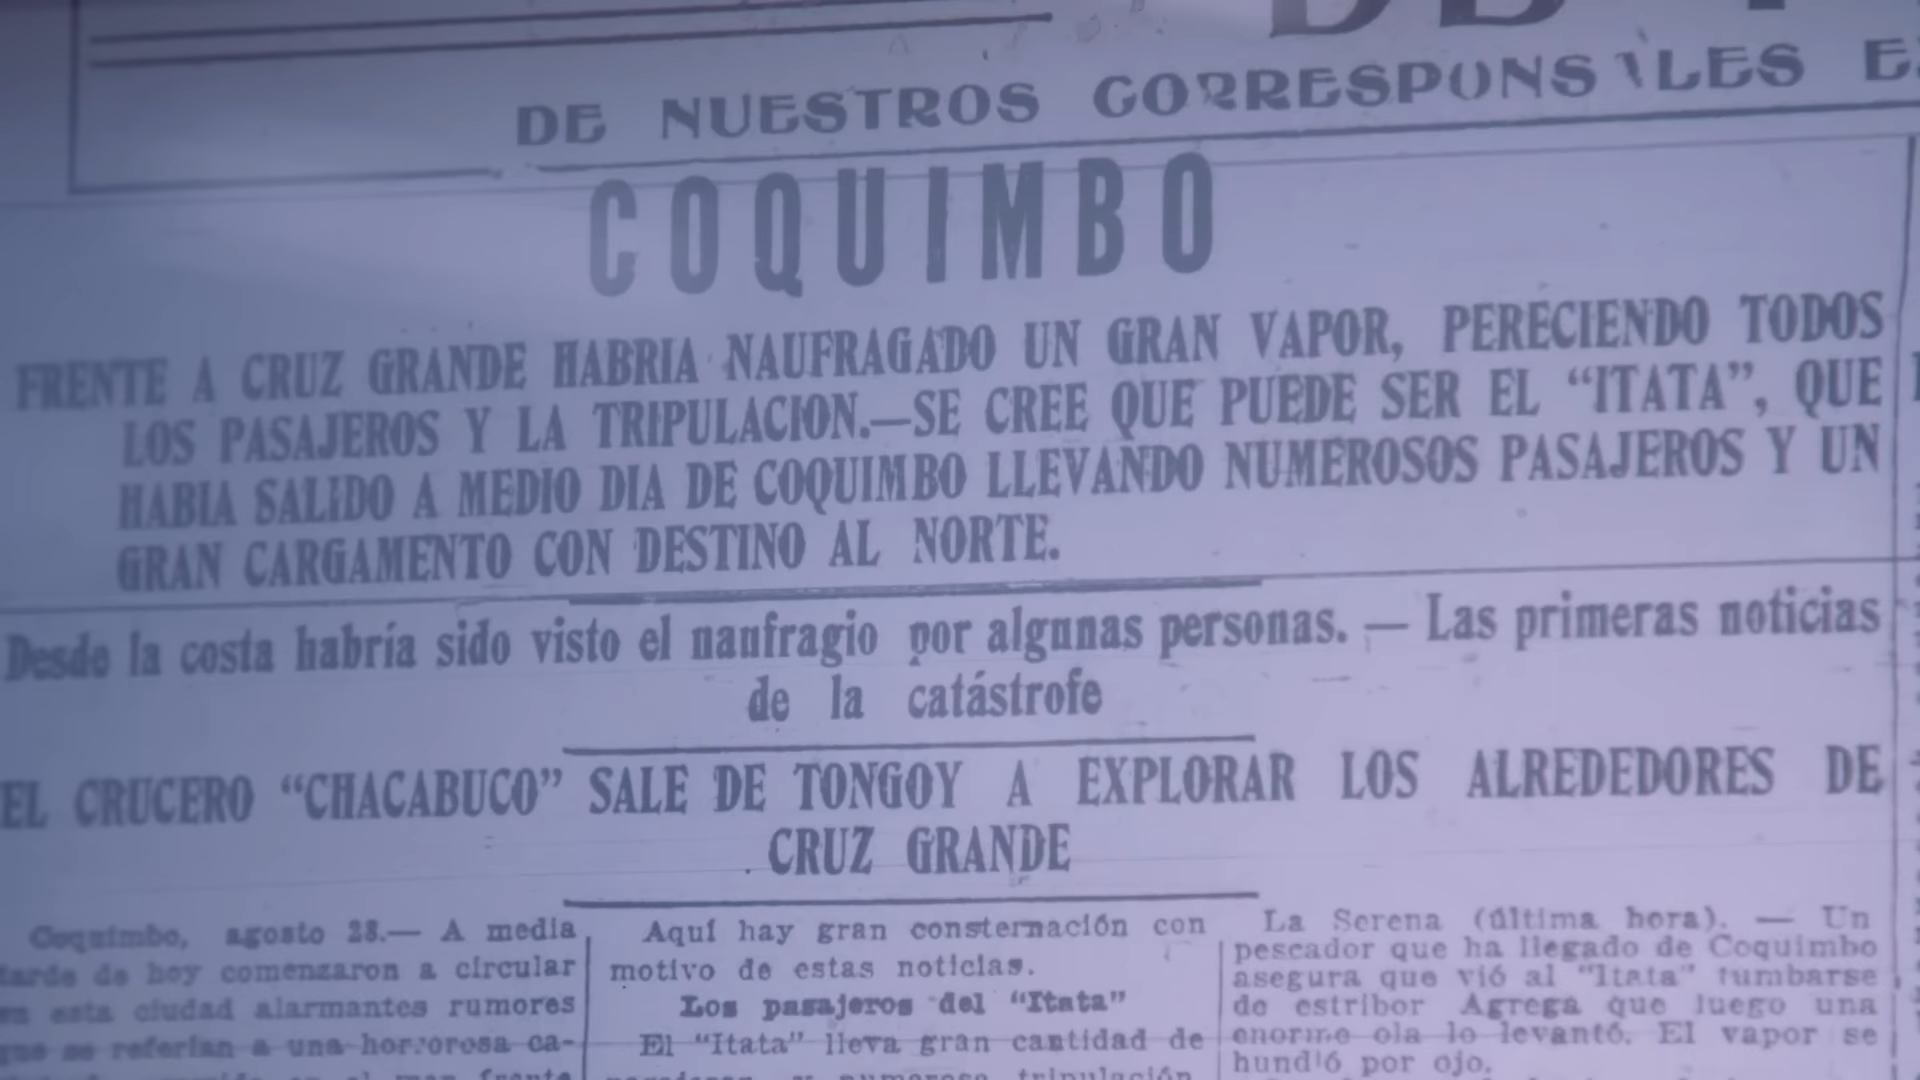 DE NUESTROS CORRESPONSALES
COQUIMBO
FRENTE A CRUZ GRANDE HABRIA NAUFRAGADO UN GRAN VAPOR, PERECIENDO TODOS
LOS PASAJEROS Y LA TRIPULACION.—SE CREE QUE PUEDE SER EL “ITATA”, QUE
HABIA SALIDO A MEDIO DIA DE COQUIMBO LLEVANDO NUMEROSOS PASAJEROS Y UN
GRAN CARGAMENTO CON DESTINO AL NORTE.
Desde la costa habría sido visto el naufragio por algunas personas. — Las primeras noticias
de la catástrofe
EL CRUCERO “CHACABUCO” SALE DE TONGOY A EXPLORAR LOS ALREDEDORES DE
CRUZ GRANDE
Coquimbo, agosto 28.— A media
tarde de hoy comenzaron a circular
en esta ciudad alarmantes rumores
que se referían a una horrorosa ca-
Aquí hay gran consternación con
motivo de estas noticias.
Los pasajeros del “Itata”
El “Itata” lleva gran cantidad de
tripulación
La Serena (última hora). — Un
pescador que ha llegado de Coquimbo
asegura que vió al “Itata” tumbarse
de estribor Agrega que luego una
enorme ola lo levantó. El vapor se
hundió por ojo.